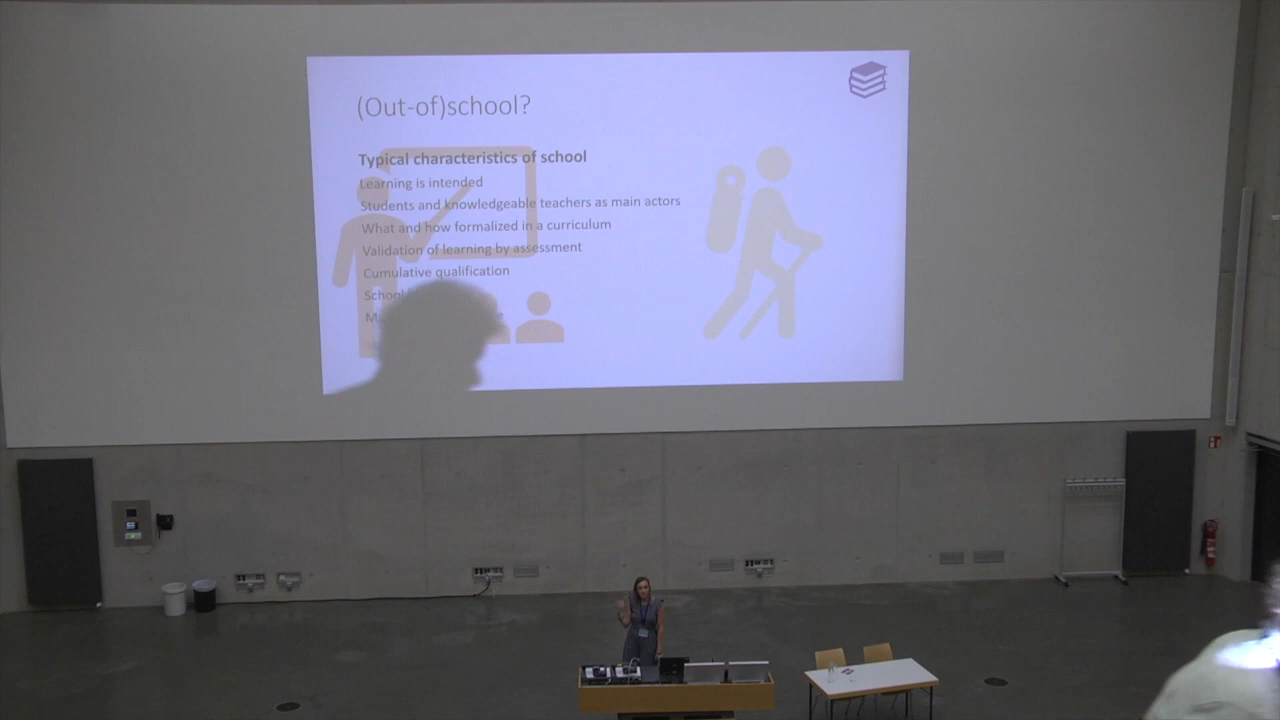 (Out-of)school?
Typical characteristics of school
Learning is intended
Students and knowledgeable teachers as main actors
What and how formalized in a curriculum
Validation of learning by assessment
Cumulative qualification
School